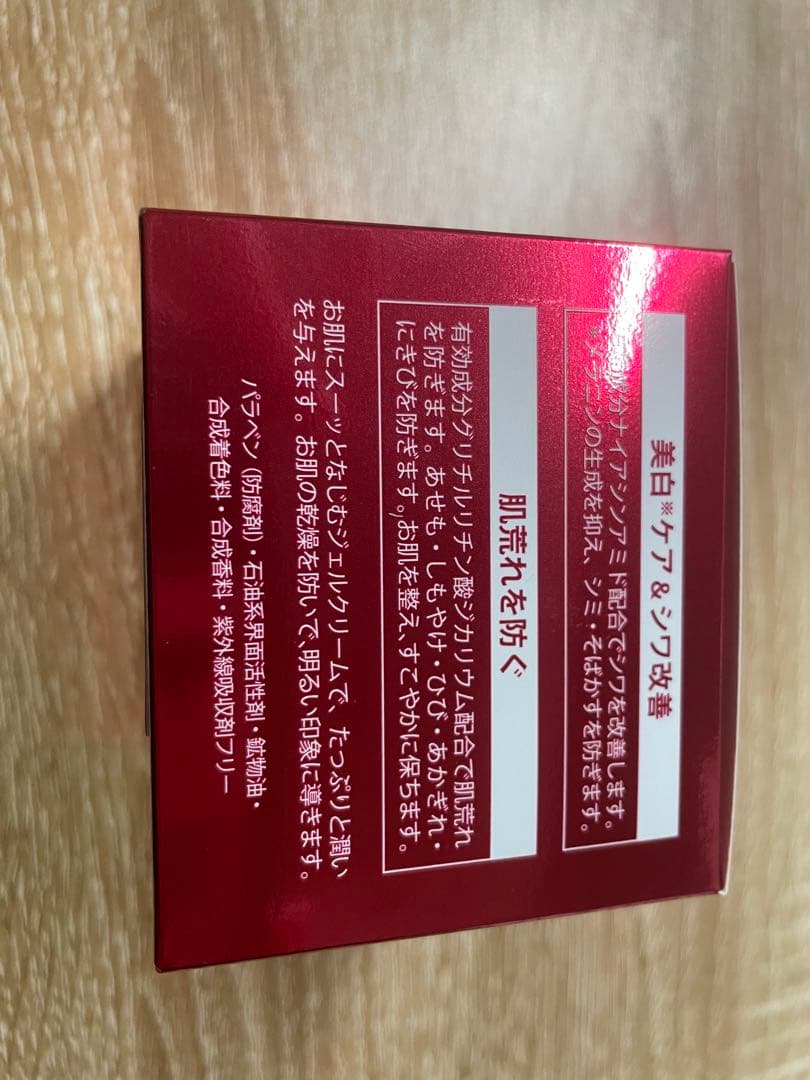 美白※ケア&シワ改善
成分ナイアシンアミド配合でシワを改善します。
※メラニンの生成を抑え、シミ・そばかすを防ぎます。
肌荒れを防ぐ
有効成分グリチルリチン酸ジカリウム配合で肌荒れ
を防ぎます。あせも・しもやけ・ひび・あかぎれ・
にきびを防ぎます。お肌を整え、すこやかに保ちます。
お肌にスーッとなじむジェルクリームで、たっぷりと潤い
を与えます。お肌の乾燥を防いで、明るい印象に導きます。
パラベン(防腐剤)・石油系界面活性剤・鉱物油・
合成着色料・合成香料・紫外線吸収剤フリー